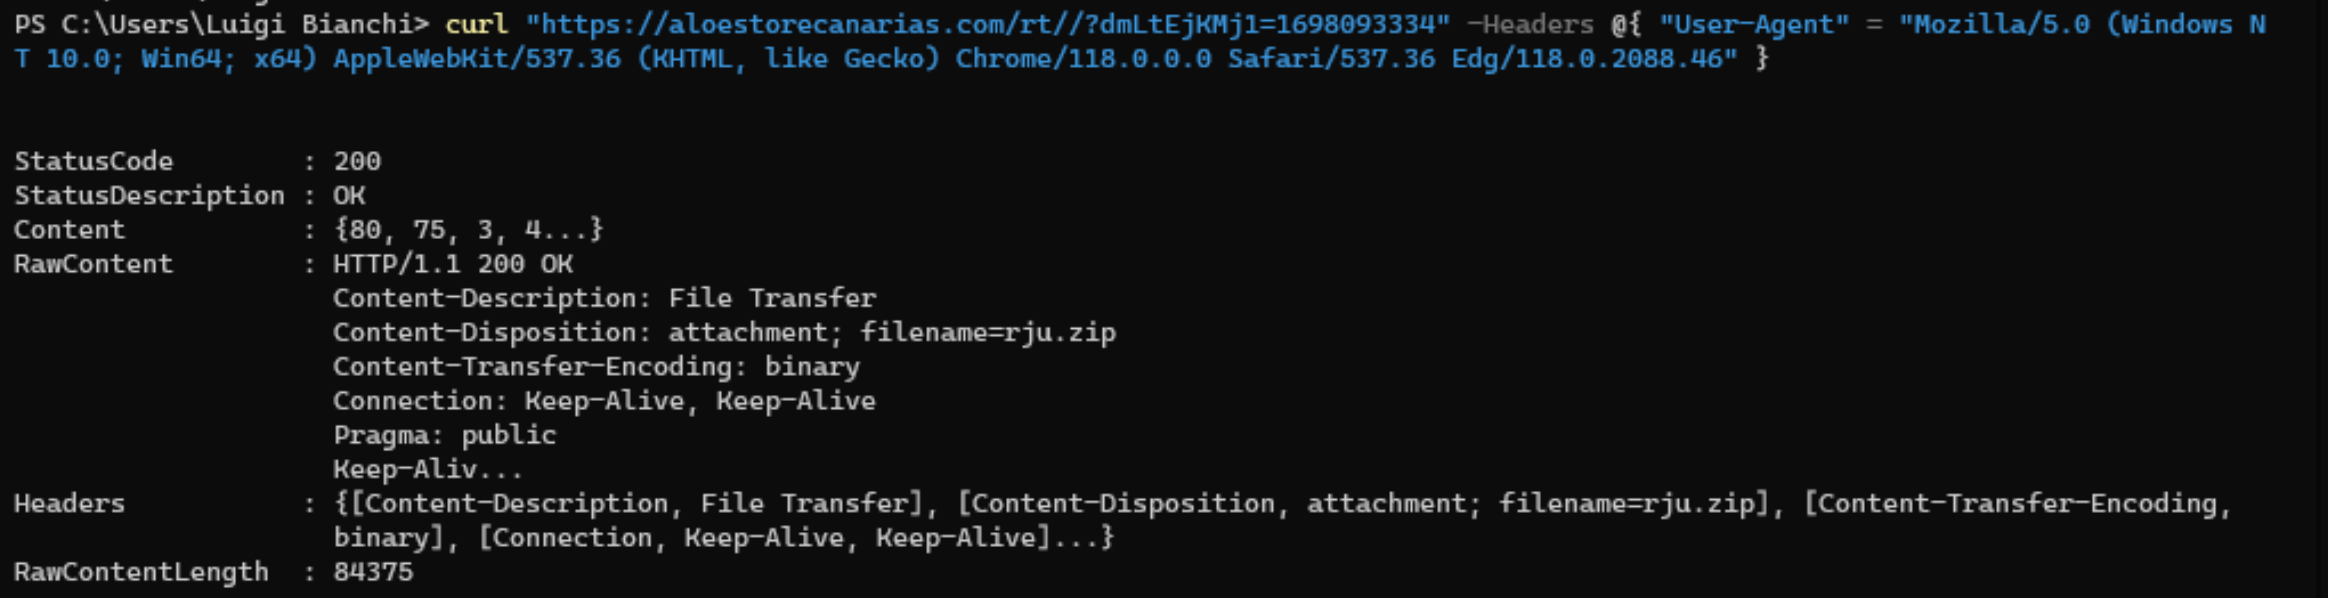 PS C:\Users\Luigi Bianchi> curl "https://aloestorecanarias.com/rt//?dmLtEjKMj1=1698093334" -Headers @{ "User-Agent" = "Mozilla/5.0 (Windows N
T 10.0; Win64; x64) AppleWebKit/537.36 (KHTML, like Gecko) Chrome/118.0.0.0 Safari/537.36 Edg/118.0.2088.46" }
StatusCode : 200
StatusDescription : OK
Content : {80, 75, 3, 4...}
RawContent : HTTP/1.1 200 OK
Content-Description: File Transfer
Content-Disposition: attachment; filename=rju.zip
Content-Transfer-Encoding: binary
Connection: Keep-Alive, Keep-Alive
Pragma: public
Keep-Aliv...
Headers : {[Content-Description, File Transfer], [Content-Disposition, attachment; filename=rju.zip], [Content-Transfer-Encoding,
binary], [Connection, Keep-Alive, Keep-Alive]...}
RawContentLength : 84375